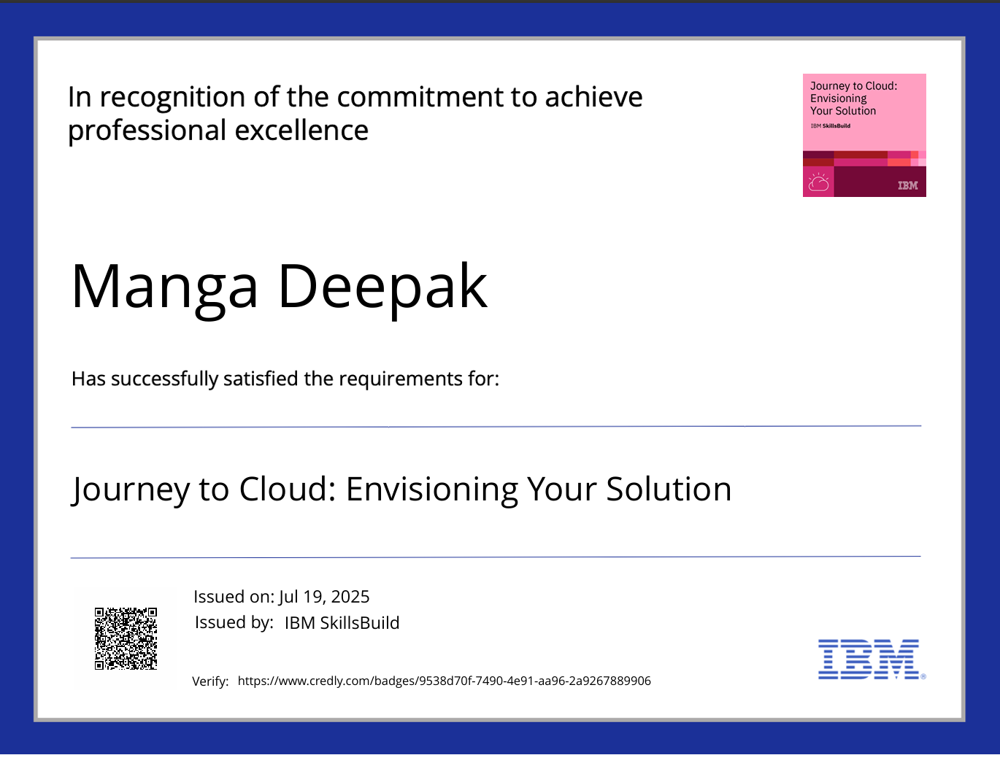 In recognition of the commitment to achieve
professional excellence
Journey to Cloud:
Envisioning
Your Solution
IBM SkillsBuild
IBM
Manga Deepak
Has successfully satisfied the requirements for:
Journey to Cloud: Envisioning Your Solution
Issued on: Jul 19, 2025
Issued by: IBM SkillsBuild
Verify: https://www.credly.com/badges/9538d70f-7490-4e91-aa96-2a9267889906
IBM®